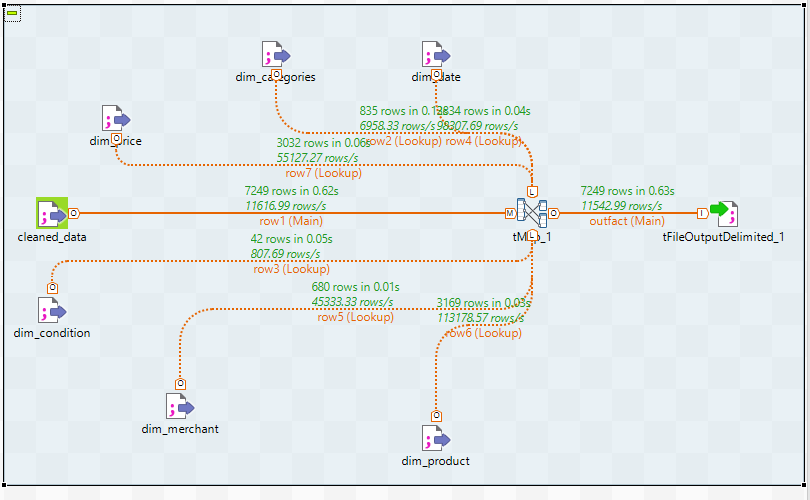 dim_categories
dim_date
835 rows in 0.12s
6958.33 rows/s
row2 (Lookup)
3834 rows in 0.04s
98307.69 rows/s
row4 (Lookup)
dim_price
3032 rows in 0.06s
55127.27 rows/s
row7 (Lookup)
L
cleaned_data
O
7249 rows in 0.62s
11616.99 rows/s
row1 (Main)
M
tMap_1
O
7249 rows in 0.63s
11542.99 rows/s
outfact (Main)
I
tFileOutputDelimited_1
42 rows in 0.05s
807.69 rows/s
row3 (Lookup)
O
dim_condition
680 rows in 0.01s
45333.33 rows/s
row5 (Lookup)
3169 rows in 0.03s
113178.57 rows/s
row6 (Lookup)
O
dim_merchant
O
dim_product